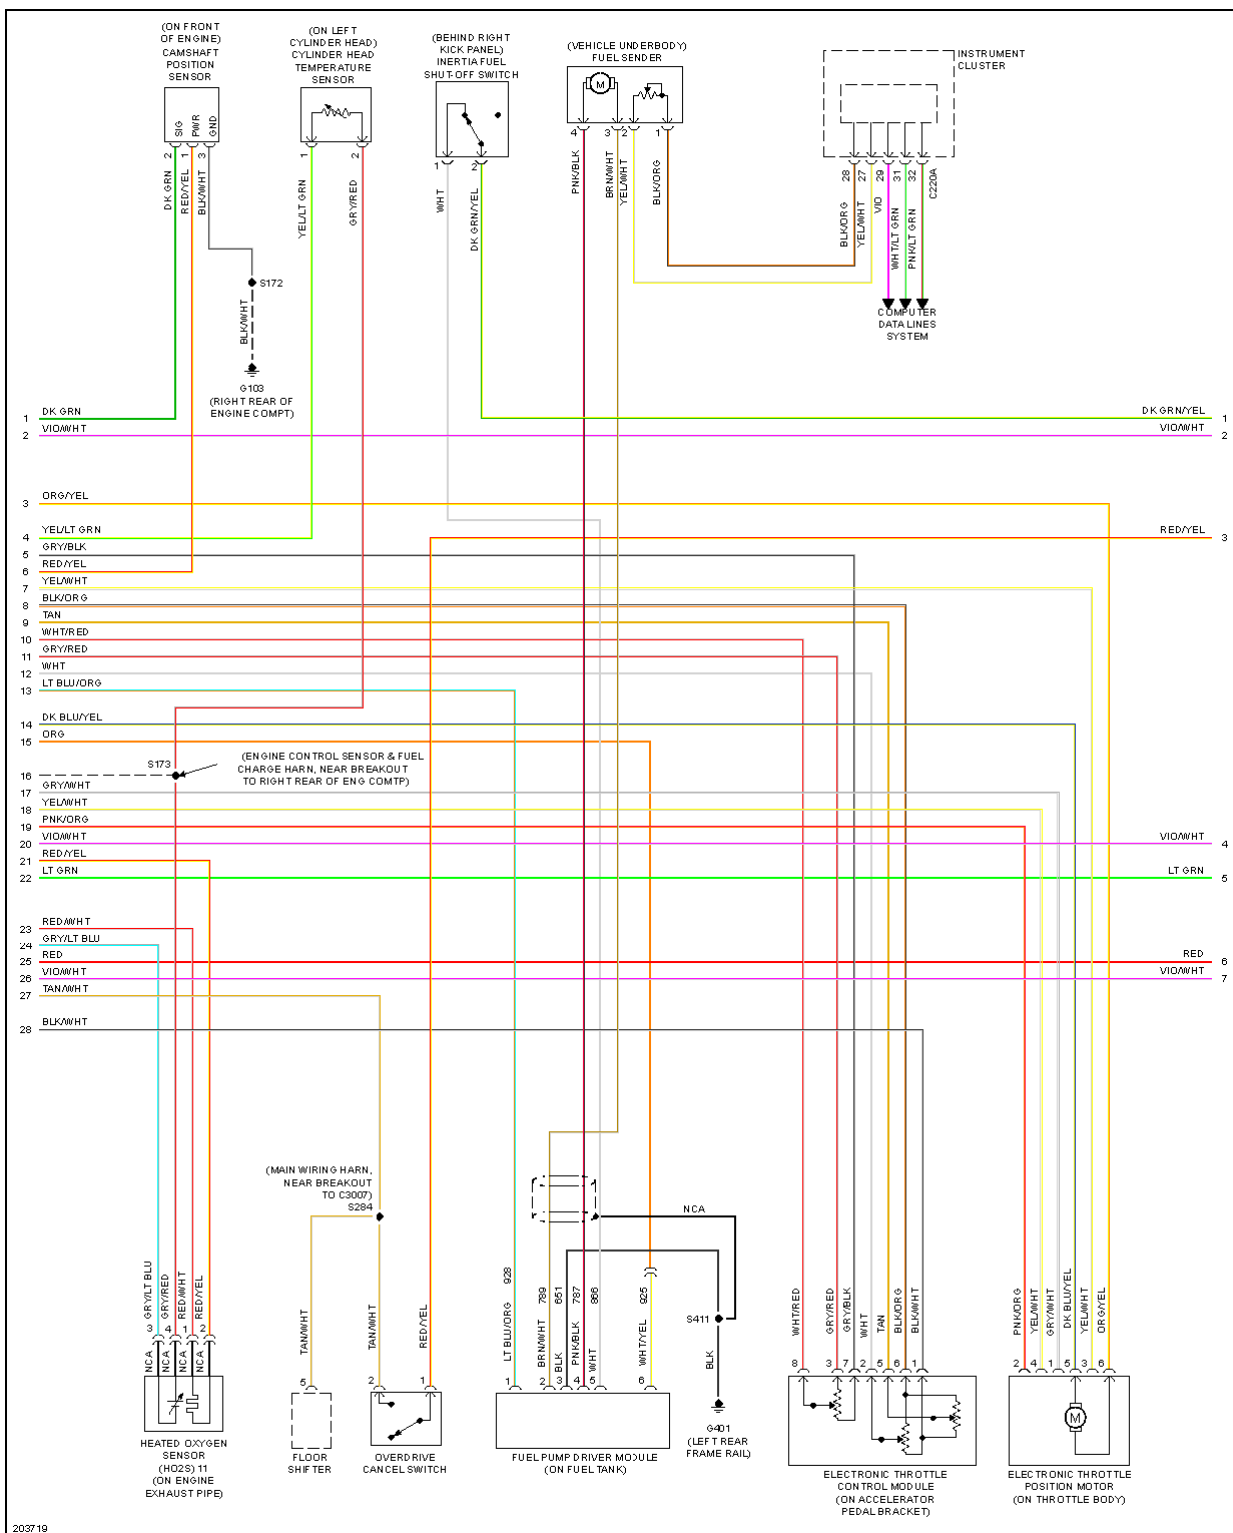 (ON FRONT
OF ENGINE)
CAMSHAFT
POSITION
SENSOR
(ON LEFT
CYLINDER HEAD)
CYLINDER HEAD
TEMPERATURE
SENSOR
(BEHIND RIGHT
KICK PANEL)
INERTIA FUEL
SHUT-OFF SWITCH
(VEHICLE UNDERBODY)
FUEL SENDER
INSTRUMENT
CLUSTER
M
SIG
PWR
GND
2
1
3
1
2
1
2
4
3
2
1
28
27
29
31
32
C220A
DK GRN
RED/YEL
BLK/WHT
YEL/LT GRN
GRY/RED
WHT
DK GRN/YEL
PNK/BLK
BRN/WHT
YEL/WHT
BLK/ORG
BLK/ORG
YEL/WHT
VIO
WHT/LT GRN
PNK/LT GRN
S172
BLK/WHT
G103
(RIGHT REAR OF
ENGINE COMPT)
COMPUTER
DATA LINES
SYSTEM
1 DK GRN
DK GRN/YEL 1
2 VIO/WHT
VIO/WHT 2
3 ORG/YEL
4 YEL/LT GRN
RED/YEL 3
5 GRY/BLK
6 RED/YEL
7 YEL/WHT
8 BLK/ORG
9 TAN
10 WHT/RED
11 GRY/RED
12 WHT
13 LT BLU/ORG
14 DK BLU/YEL
15 ORG
S173
(ENGINE CONTROL SENSOR & FUEL
CHARGE HARN, NEAR BREAKOUT
TO RIGHT REAR OF ENG COMTP)
16
17 GRY/WHT
18 YEL/WHT
19 PNK/ORG
20 VIO/WHT
VIO/WHT 4
21 RED/YEL
22 LT GRN
LT GRN 5
23 RED/WHT
24 GRY/LT BLU
25 RED
RED 6
26 VIO/WHT
VIO/WHT 7
27 TAN/WHT
28 BLK/WHT
(MAIN WIRING HARN,
NEAR BREAKOUT
TO C3007)
S284
NCA
GRY/LT BLU
GRY/RED
RED/WHT
RED/YEL
3
4
1
2
NCA
NCA
NCA
NCA
TAN/WHT
TAN/WHT
RED/YEL
5
2
1
928
789
651
787
866
925
LT BLU/ORG
BRN/WHT
BLK
PNK/BLK
WHT
WHT/YEL
1
2
3
4
5
6
S411
BLK
G401
(LEFT REAR
FRAME RAIL)
WHT/RED
GRY/RED
GRY/BLK
WHT
TAN
BLK/ORG
BLK/WHT
8
3
7
2
5
6
1
PNK/ORG
YEL/WHT
GRY/WHT
DK BLU/YEL
YEL/WHT
ORG/YEL
2
4
1
5
3
6
M
HEATED OXYGEN
SENSOR
(HO2S) 11
(ON ENGINE
EXHAUST PIPE)
FLOOR
SHIFTER
OVERDRIVE
CANCEL SWITCH
FUEL PUMP DRIVER MODULE
(ON FUEL TANK)
ELECTRONIC THROTTLE
CONTROL MODULE
(ON ACCELERATOR
PEDAL BRACKET)
ELECTRONIC THROTTLE
POSITION MOTOR
(ON THROTTLE BODY)
203719